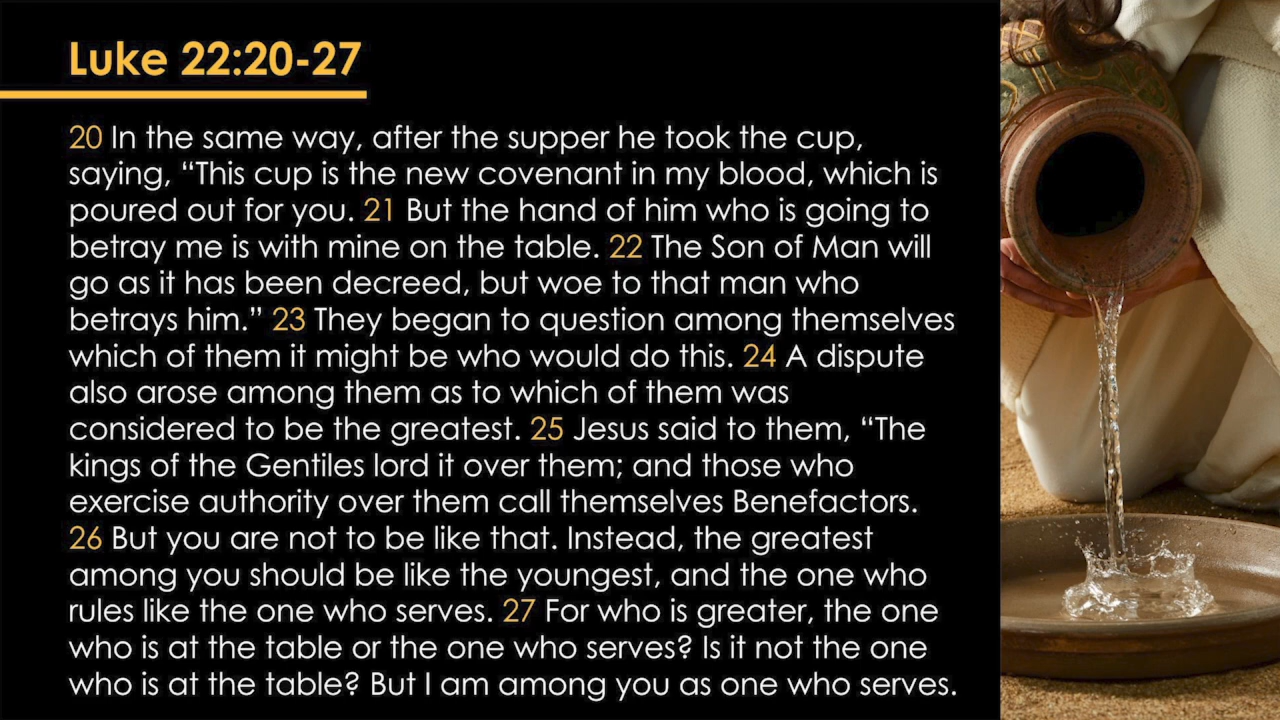 Luke 22:20-27
20 In the same way, after the supper he took the cup,
saying, “This cup is the new covenant in my blood, which is
poured out for you. 21 But the hand of him who is going to
betray me is with mine on the table. 22 The Son of Man will
go as it has been decreed, but woe to that man who
betrays him.” 23 They began to question among themselves
which of them it might be who would do this. 24 A dispute
also arose among them as to which of them was
considered to be the greatest. 25 Jesus said to them, “The
kings of the Gentiles lord it over them; and those who
exercise authority over them call themselves Benefactors.
26 But you are not to be like that. Instead, the greatest
among you should be like the youngest, and the one who
rules like the one who serves. 27 For who is greater, the one
who is at the table or the one who serves? Is it not the one
who is at the table? But I am among you as one who serves.